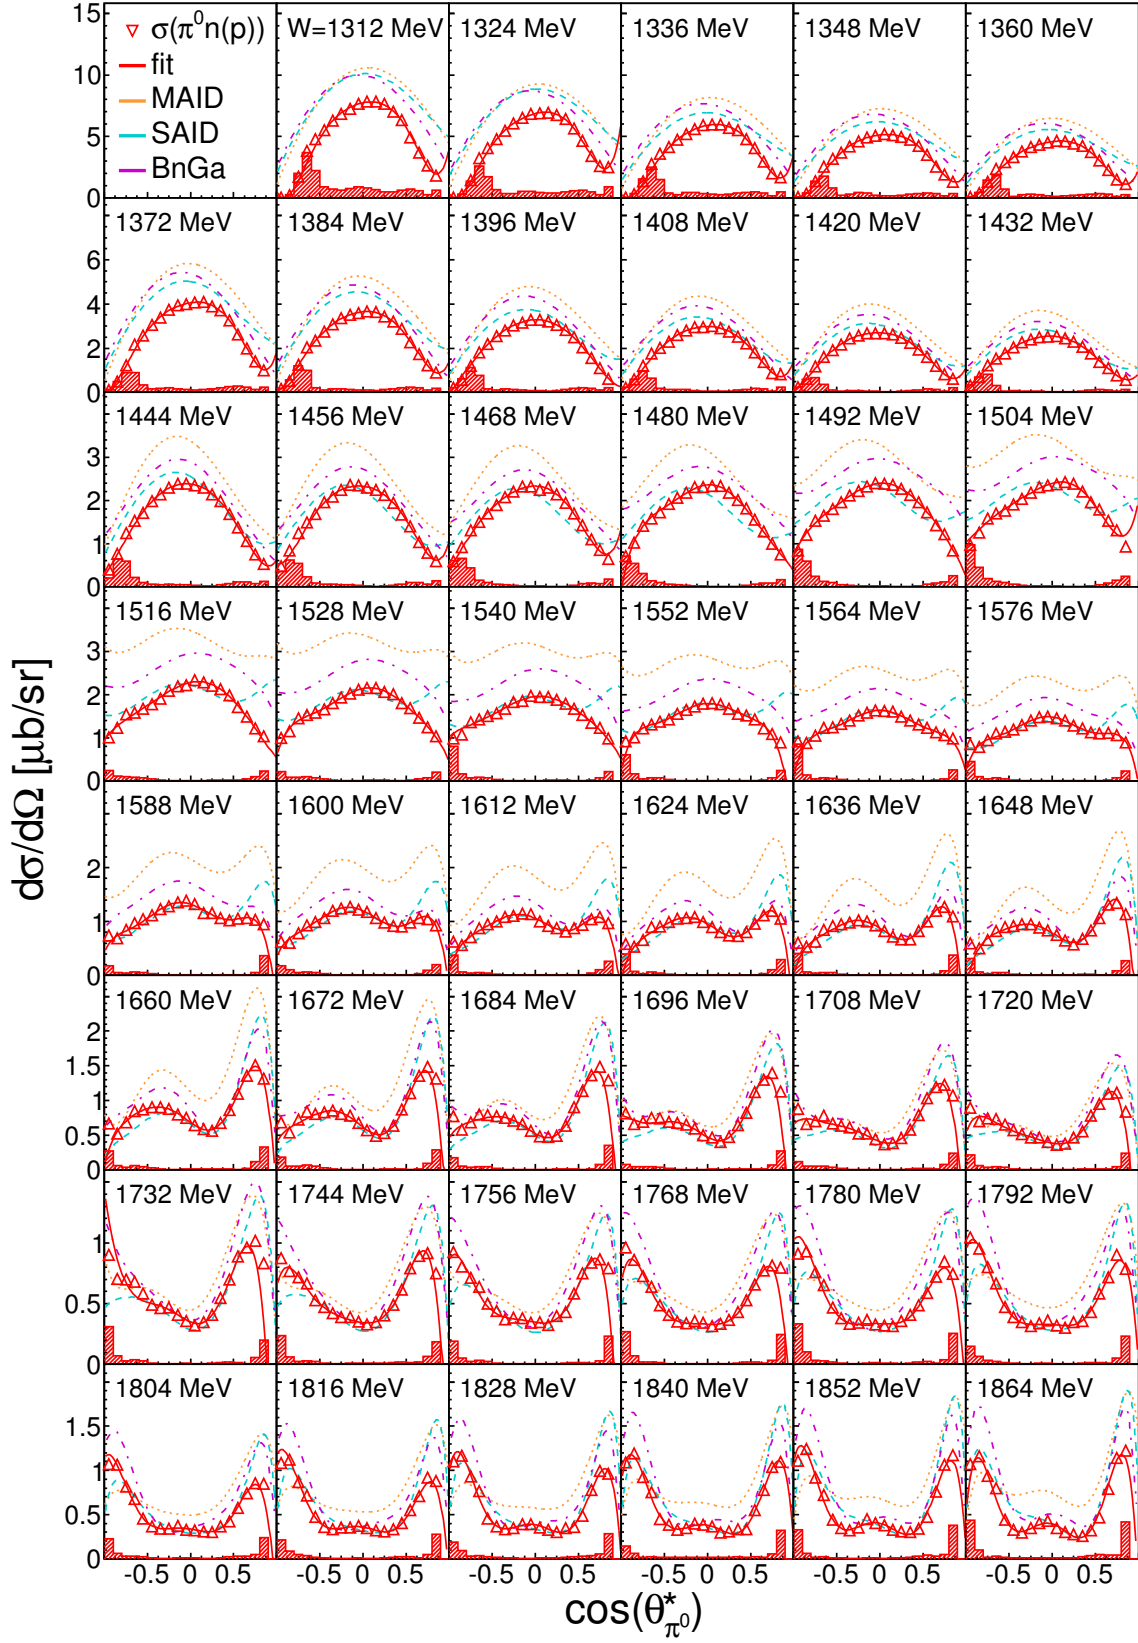 σ(π⁰n(p))
fit
MAID
SAID
BnGa
W=1312 MeV
1324 MeV
1336 MeV
1348 MeV
1360 MeV
15
10
5
0
1372 MeV
1384 MeV
1396 MeV
1408 MeV
1420 MeV
1432 MeV
6
4
2
0
1444 MeV
1456 MeV
1468 MeV
1480 MeV
1492 MeV
1504 MeV
3
2
1
0
1516 MeV
1528 MeV
1540 MeV
1552 MeV
1564 MeV
1576 MeV
3
2
1
0
1588 MeV
1600 MeV
1612 MeV
1624 MeV
1636 MeV
1648 MeV
2
1
0
1660 MeV
1672 MeV
1684 MeV
1696 MeV
1708 MeV
1720 MeV
2
1.5
1
0.5
0
1732 MeV
1744 MeV
1756 MeV
1768 MeV
1780 MeV
1792 MeV
1
0.5
0
1804 MeV
1816 MeV
1828 MeV
1840 MeV
1852 MeV
1864 MeV
1.5
1
0.5
0
-0.5 0 0.5
-0.5 0 0.5
-0.5 0 0.5
-0.5 0 0.5
-0.5 0 0.5
-0.5 0 0.5
dσ/dΩ [μb/sr]
cos(θ*π⁰)